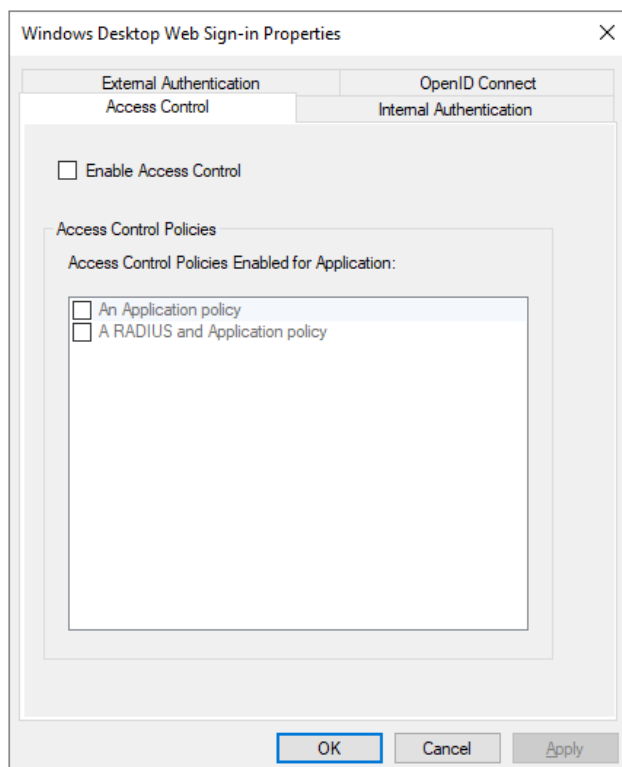 Windows Desktop Web Sign-in Properties
External Authentication
OpenID Connect
Access Control
Internal Authentication
Enable Access Control
Access Control Policies
Access Control Policies Enabled for Application:
An Application policy
A RADIUS and Application policy
OK
Cancel
Apply